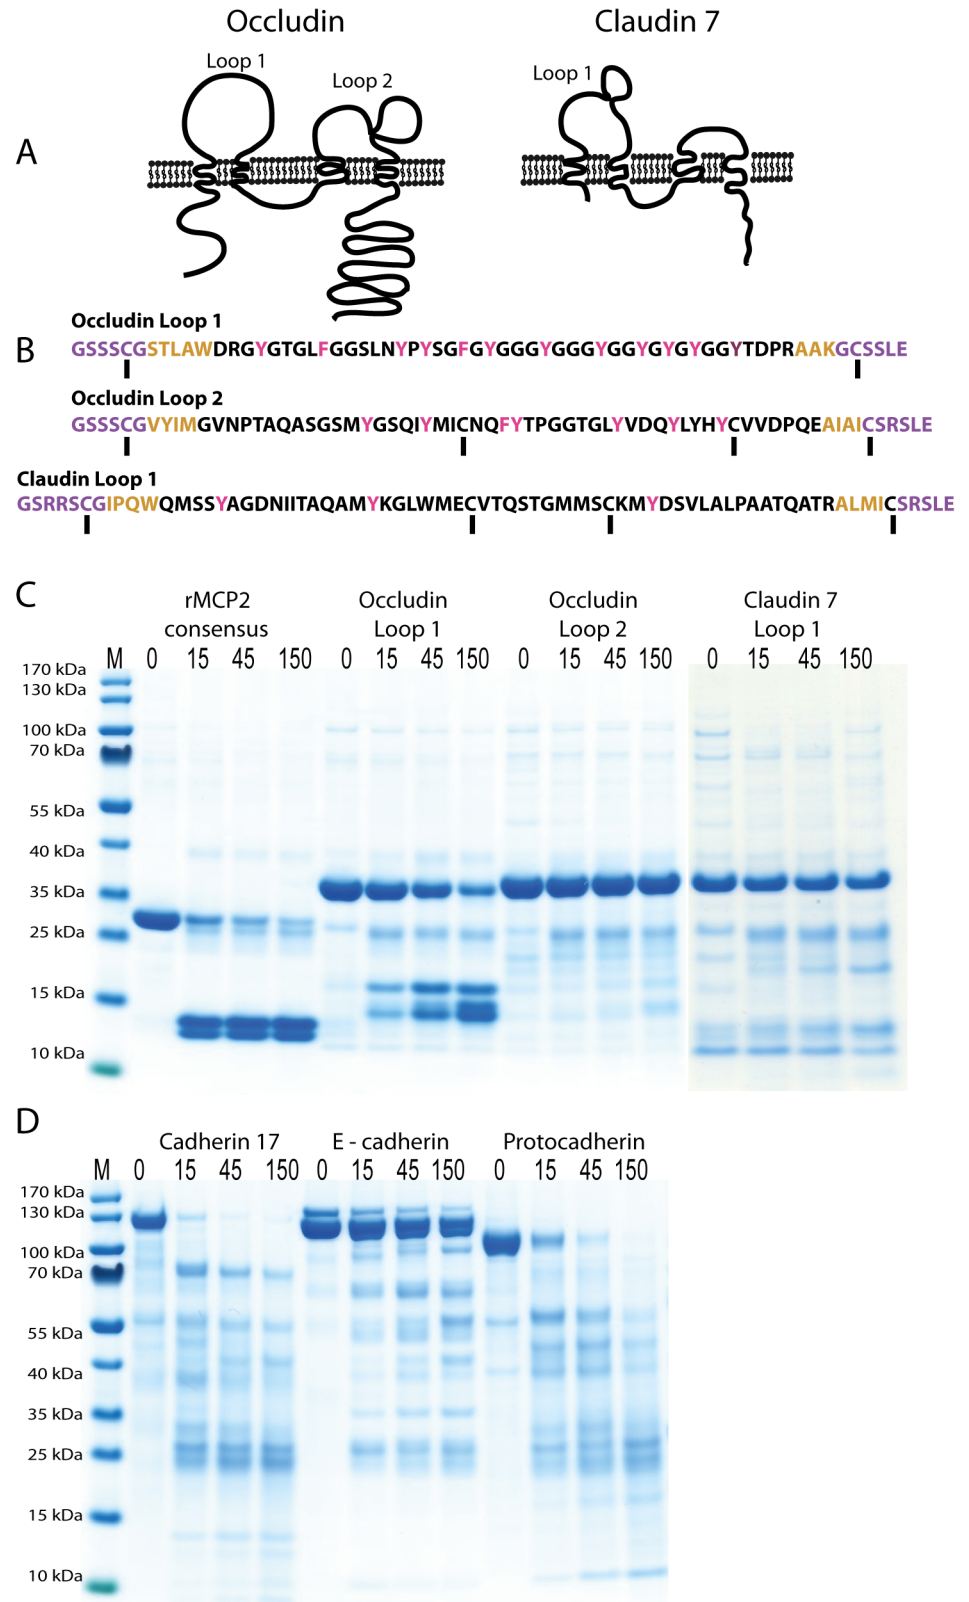 Occludin Claudin 7
Loop 1 Loop 2 Loop 1
A
Occludin Loop 1
B GSSSCGSTLAWDRGYGTGLFGGSLNYPYSGFGYGGGYGGGYGGYGYGYGGYTDPRAAKGCSSLE
Occludin Loop 2
GSSSCGVYIMGVNPTAQASGSMYGSQIYMICNQFYTPGGTGLYVDQYLYHYCVVDPQEAIAICSRSLE
Claudin Loop 1
GSRRSCGIPQWQMSSYAGDNIITAQAMYKGLWMECVTQSTGMMSCKMYDSVLALPAATQATRALMICSRSLE
C
rMCP2 Occludin Occludin Claudin 7
consensus Loop 1 Loop 2 Loop 1
M 0 15 45 150 0 15 45 150 0 15 45 150 0 15 45 150
170 kDa
130 kDa
100 kDa
70 kDa
55 kDa
40 kDa
35 kDa
25 kDa
15 kDa
10 kDa
D
Cadherin 17 E - cadherin Protocadherin
M 0 15 45 150 0 15 45 150 0 15 45 150
170 kDa
130 kDa
100 kDa
70 kDa
55 kDa
40 kDa
35 kDa
25 kDa
15 kDa
10 kDa